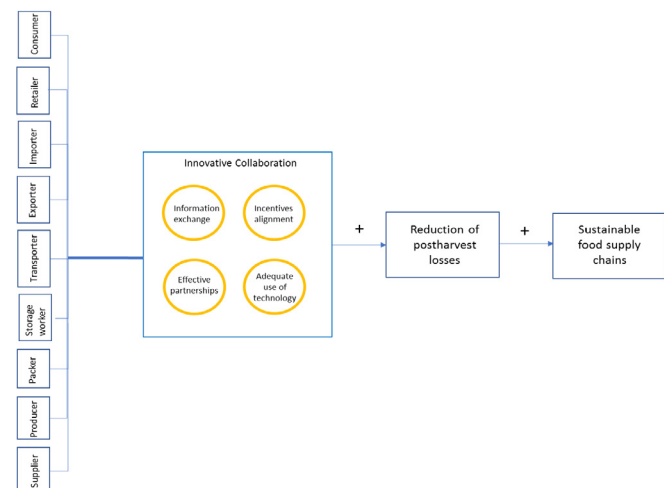 Consumer
Retailer
Importer
Exporter
Transporter
Storage
worker
Packer
Producer
Supplier
Innovative Collaboration
Information
exchange
Incentives
alignment
Effective
partnerships
Adequate
use of
technology
+
Reduction of
postharvest
losses
+
Sustainable
food supply
chains